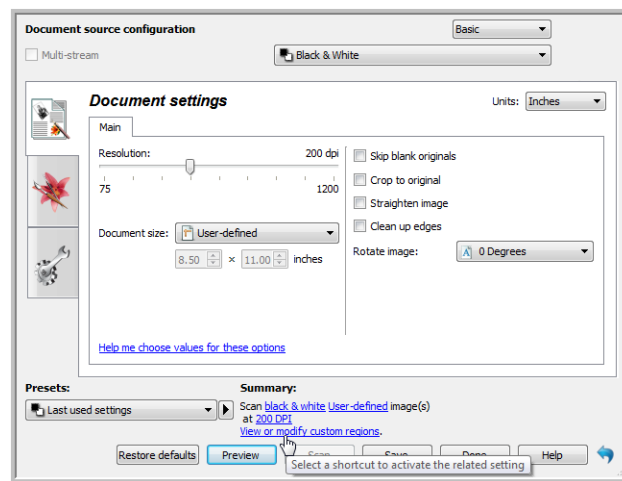 Document source configuration
Basic
Multi-stream
Black & White
Document settings
Units: Inches
Main
Resolution: 200 dpi
75 1200
Document size: User-defined
8.50 × 11.00 inches
Skip blank originals
Crop to original
Straighten image
Clean up edges
Rotate image: 0 Degrees
Help me choose values for these options
Presets:
Last used settings
Summary:
Scan black & white User-defined image(s)
at 200 DPI
View or modify custom regions.
Restore defaults Preview Scan Save Done Help
Select a shortcut to activate the related setting